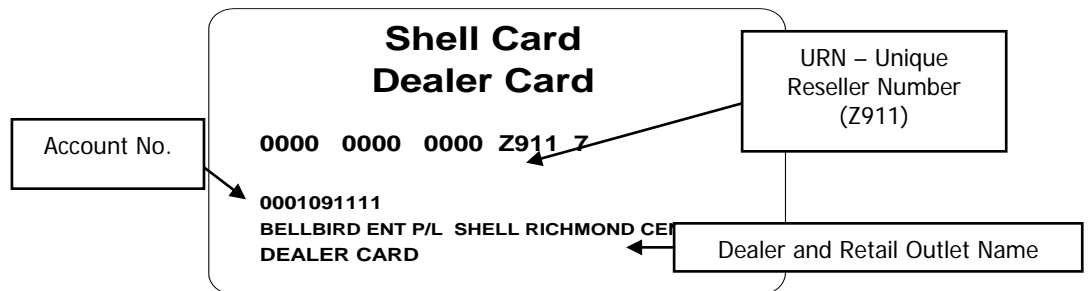 Shell Card
Dealer Card
URN – Unique
Reseller Number
(Z911)
Account No.
0000 0000 0000 Z911 7
0001091111
BELLBIRD ENT P/L SHELL RICHMOND
DEALER CARD
Dealer and Retail Outlet Name